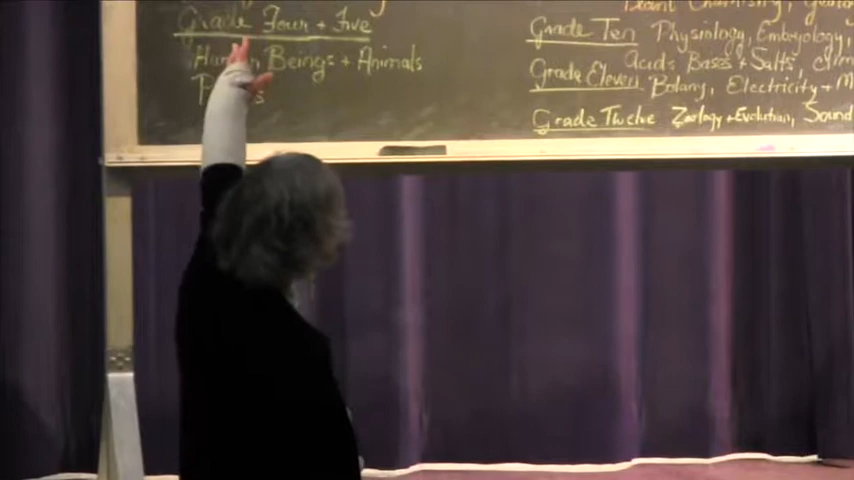 Grade Four + Five
Human Beings + Animals
Grade Ten Physiology, Embryology,
Acids Bases + Salts,
Grade Eleven Botany, Electricity +
Grade Twelve Zoology + Evolution, Sound